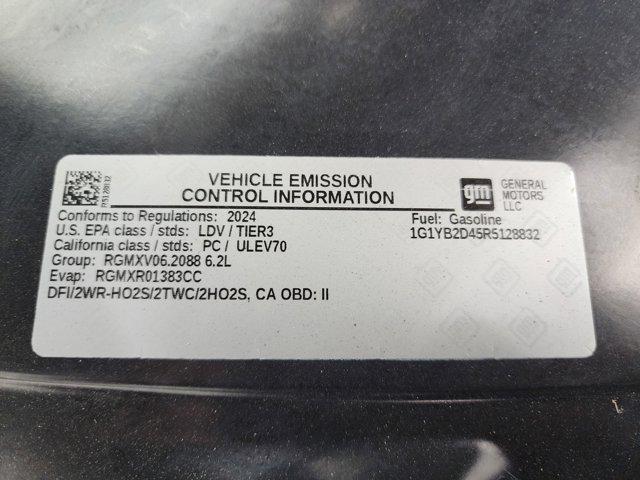 VEHICLE EMISSION
CONTROL INFORMATION
gm
GENERAL
MOTORS
LLC
Conforms to Regulations: 2024
U.S. EPA class / stds: LDV / TIER3
California class / stds: PC / ULEV70
Group: RGMXV06.2088 6.2L
Evap: RGMXR01383CC
DFI/2WR-HO2S/2TWC/2HO2S, CA OBD: II
Fuel: Gasoline
1G1YB2D45R5128832